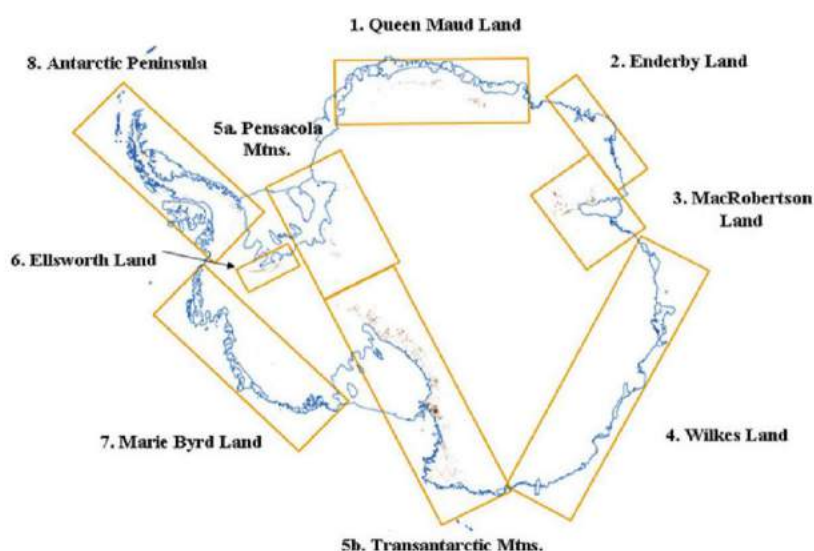 1. Queen Maud Land
8. Antarctic Peninsula
2. Enderby Land
5a. Pensacola
Mtns.
3. MacRobertson
Land
6. Ellsworth Land
7. Marie Byrd Land
4. Wilkes Land
5b. Transantarctic Mtns.